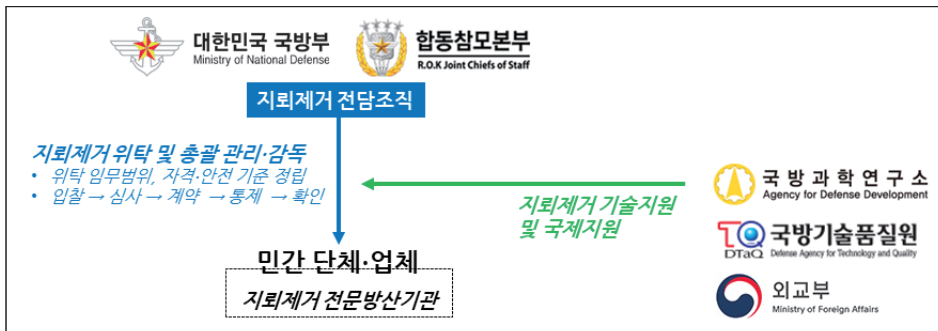 대한민국 국방부
Ministry of National Defense
합동참모본부
R.O.K Joint Chiefs of Staff
지뢰제거 전담조직
지뢰제거 위탁 및 총괄 관리·감독
• 위탁 임무범위, 자격·안전 기준 정립
• 입찰 → 심사 → 계약 → 통제 → 확인
지뢰제거 기술지원
및 국제지원
국방과학연구소
Agency for Defense Development
DTaQ
국방기술품질원
Defense Agency for Technology and Quality
외교부
Ministry of Foreign Affairs
민간 단체·업체
지뢰제거 전문방산기관